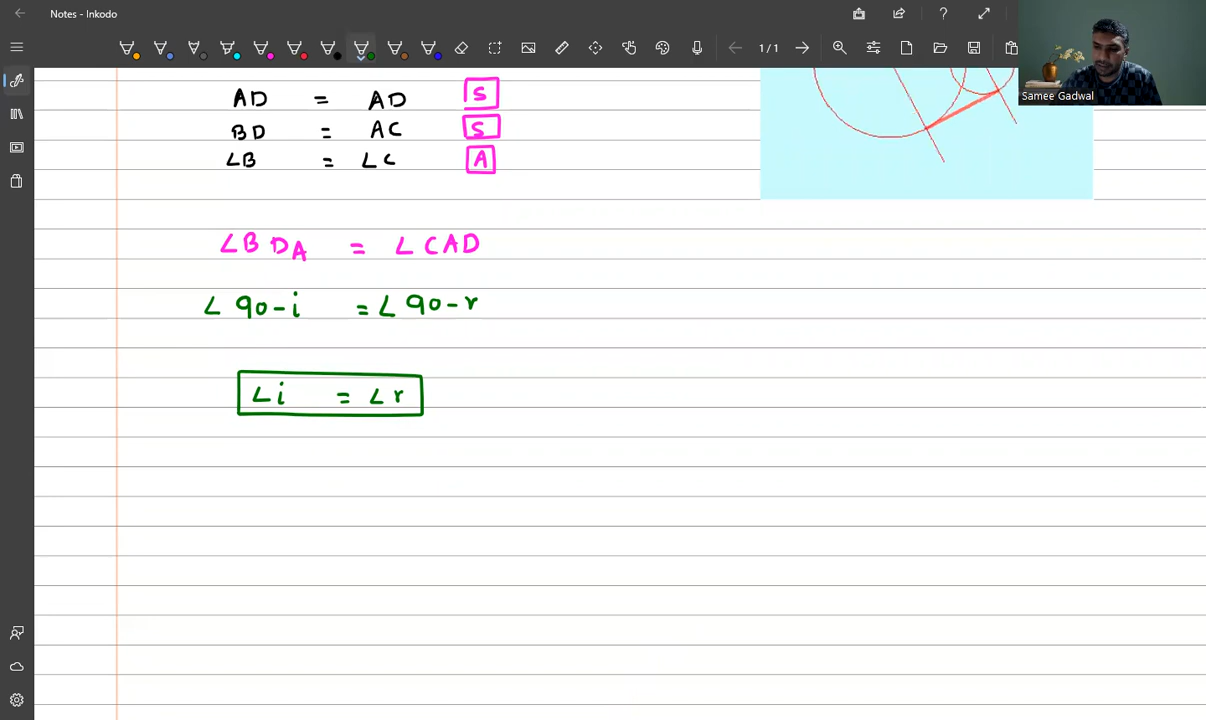 Notes - Inkodo
1/1
Samee Gadwal
AD = AD S
BD = AC S
∠B = ∠C A
∠BDA = ∠CAD
∠90-i = ∠90-r
∠i = ∠r